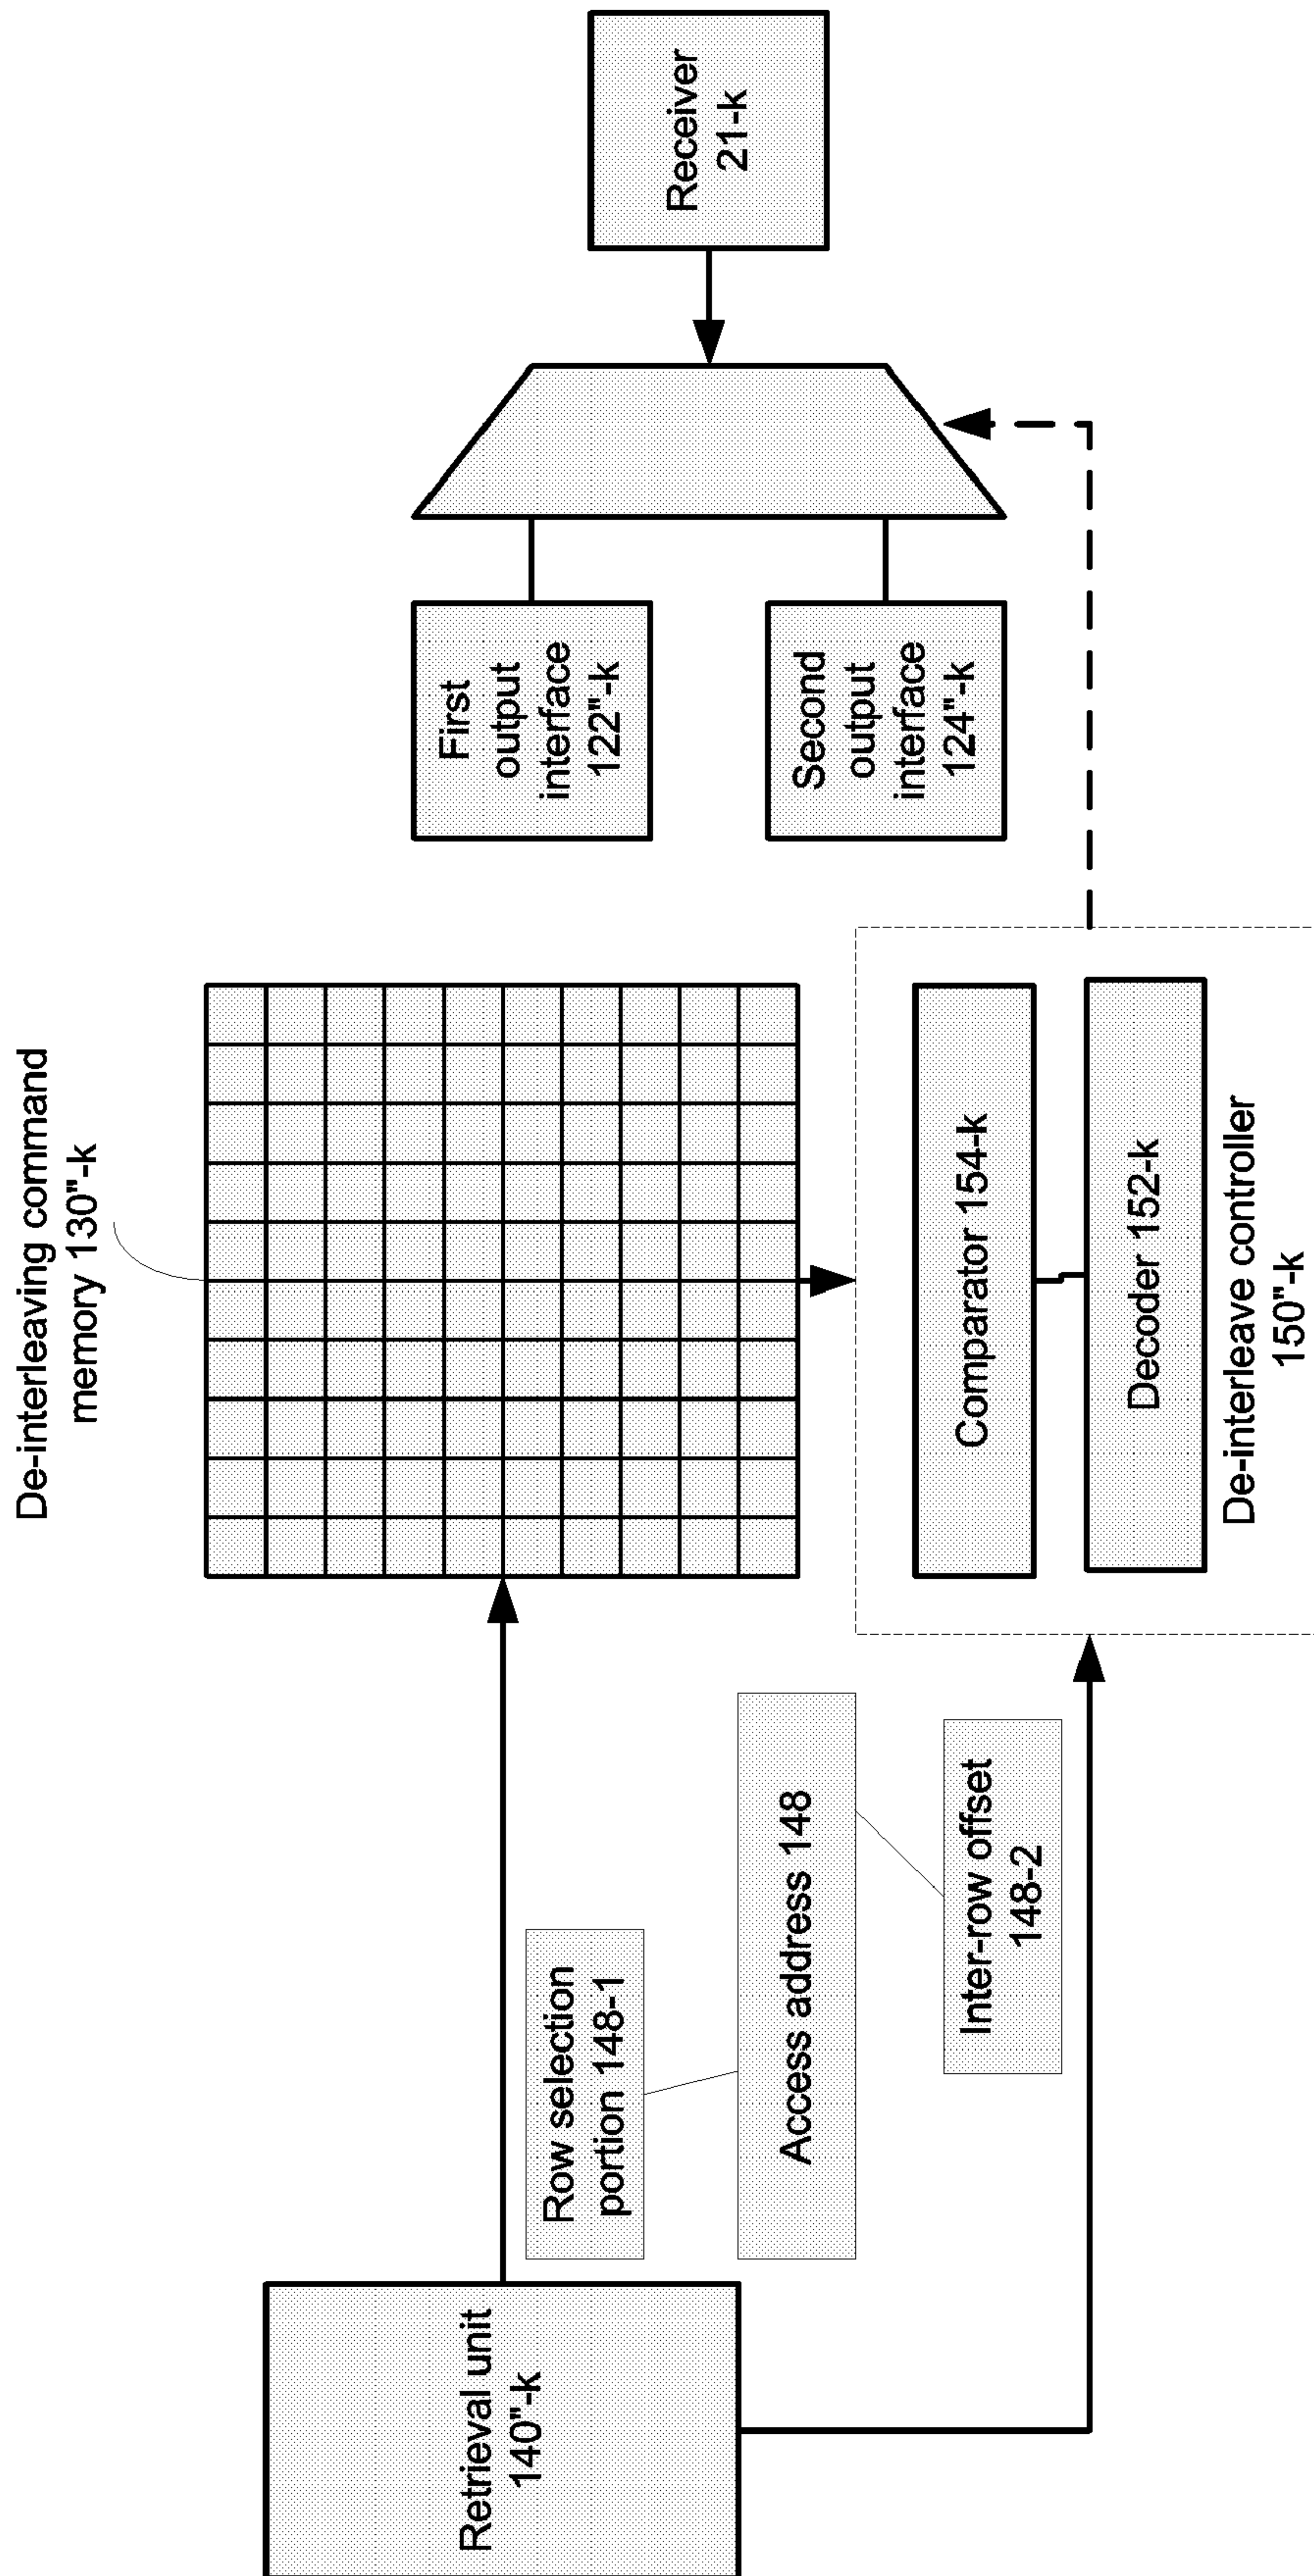 De-interleaving command
memory 130"-k
Retrieval unit
140"-k
Row selection
portion 148-1
Access address 148
Inter-row offset
148-2
Comparator 154-k
Decoder 152-k
De-interleave controller
150"-k
First
output
interface
122"-k
Second
output
interface
124"-k
Receiver
21-k